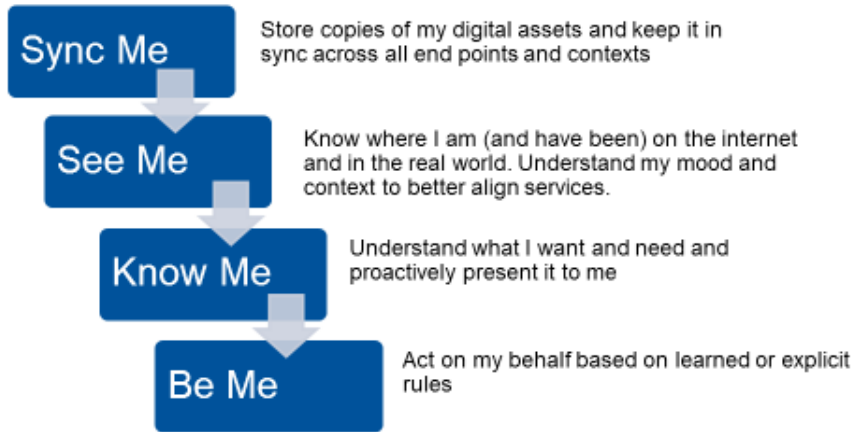 Sync Me
Store copies of my digital assets and keep it in
sync across all end points and contexts
See Me
Know where I am (and have been) on the internet
and in the real world. Understand my mood and
context to better align services.
Know Me
Understand what I want and need and
proactively present it to me
Be Me
Act on my behalf based on learned or explicit
rules